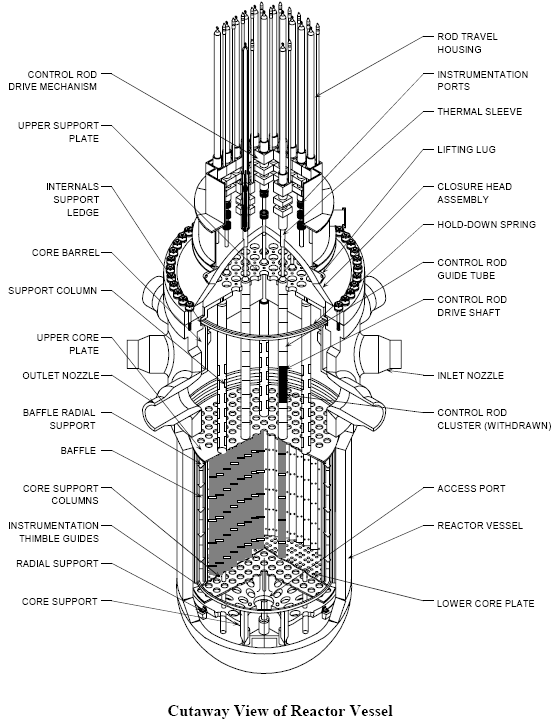 CONTROL ROD
DRIVE MECHANISM
UPPER SUPPORT
PLATE
INTERNALS
SUPPORT
LEDGE
CORE BARREL
SUPPORT COLUMN
UPPER CORE
PLATE
OUTLET NOZZLE
BAFFLE RADIAL
SUPPORT
BAFFLE
CORE SUPPORT
COLUMNS
INSTRUMENTATION
THIMBLE GUIDES
RADIAL SUPPORT
CORE SUPPORT
ROD TRAVEL
HOUSING
INSTRUMENTATION
PORTS
THERMAL SLEEVE
LIFTING LUG
CLOSURE HEAD
ASSEMBLY
HOLD-DOWN SPRING
CONTROL ROD
GUIDE TUBE
CONTROL ROD
DRIVE SHAFT
INLET NOZZLE
CONTROL ROD
CLUSTER (WITHDRAWN)
ACCESS PORT
REACTOR VESSEL
LOWER CORE PLATE
Cutaway View of Reactor Vessel